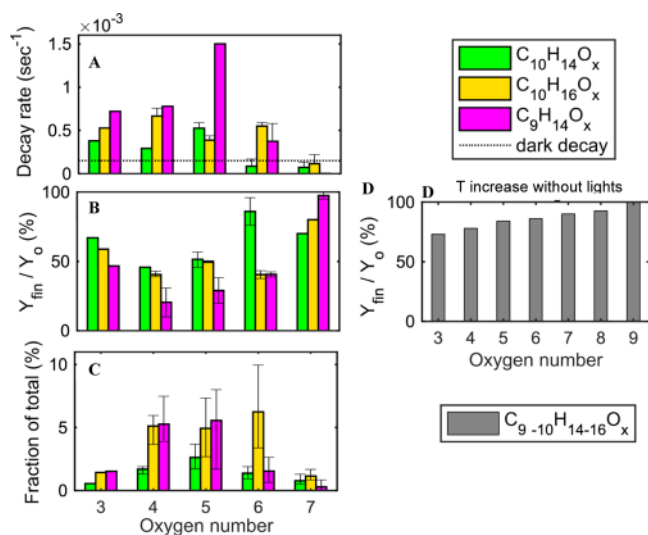 ×10⁻³
1.5
1
0.5
0
A
Decay rate (sec⁻¹)
100
50
0
B
Y_fin / Y_o (%)
10
5
0
C
Fraction of total (%)
3 4 5 6 7
Oxygen number
C₁₀H₁₄Oₓ
C₁₀H₁₆Oₓ
C₉H₁₄Oₓ
dark decay
D D T increase without lights
100
50
0
Y_fin / Y_o (%)
3 4 5 6 7 8 9
Oxygen number
C₉₋₁₀H₁₄₋₁₆Oₓ